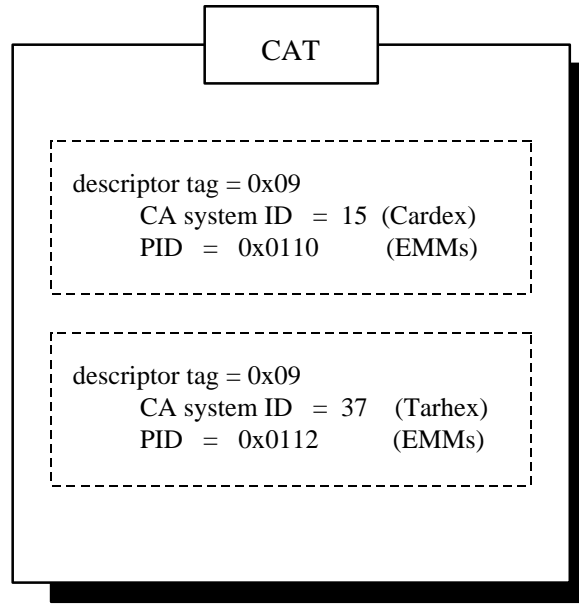 CAT
descriptor tag = 0x09
CA system ID = 15 (Cardex)
PID = 0x0110 (EMMs)
descriptor tag = 0x09
CA system ID = 37 (Tarhex)
PID = 0x0112 (EMMs)